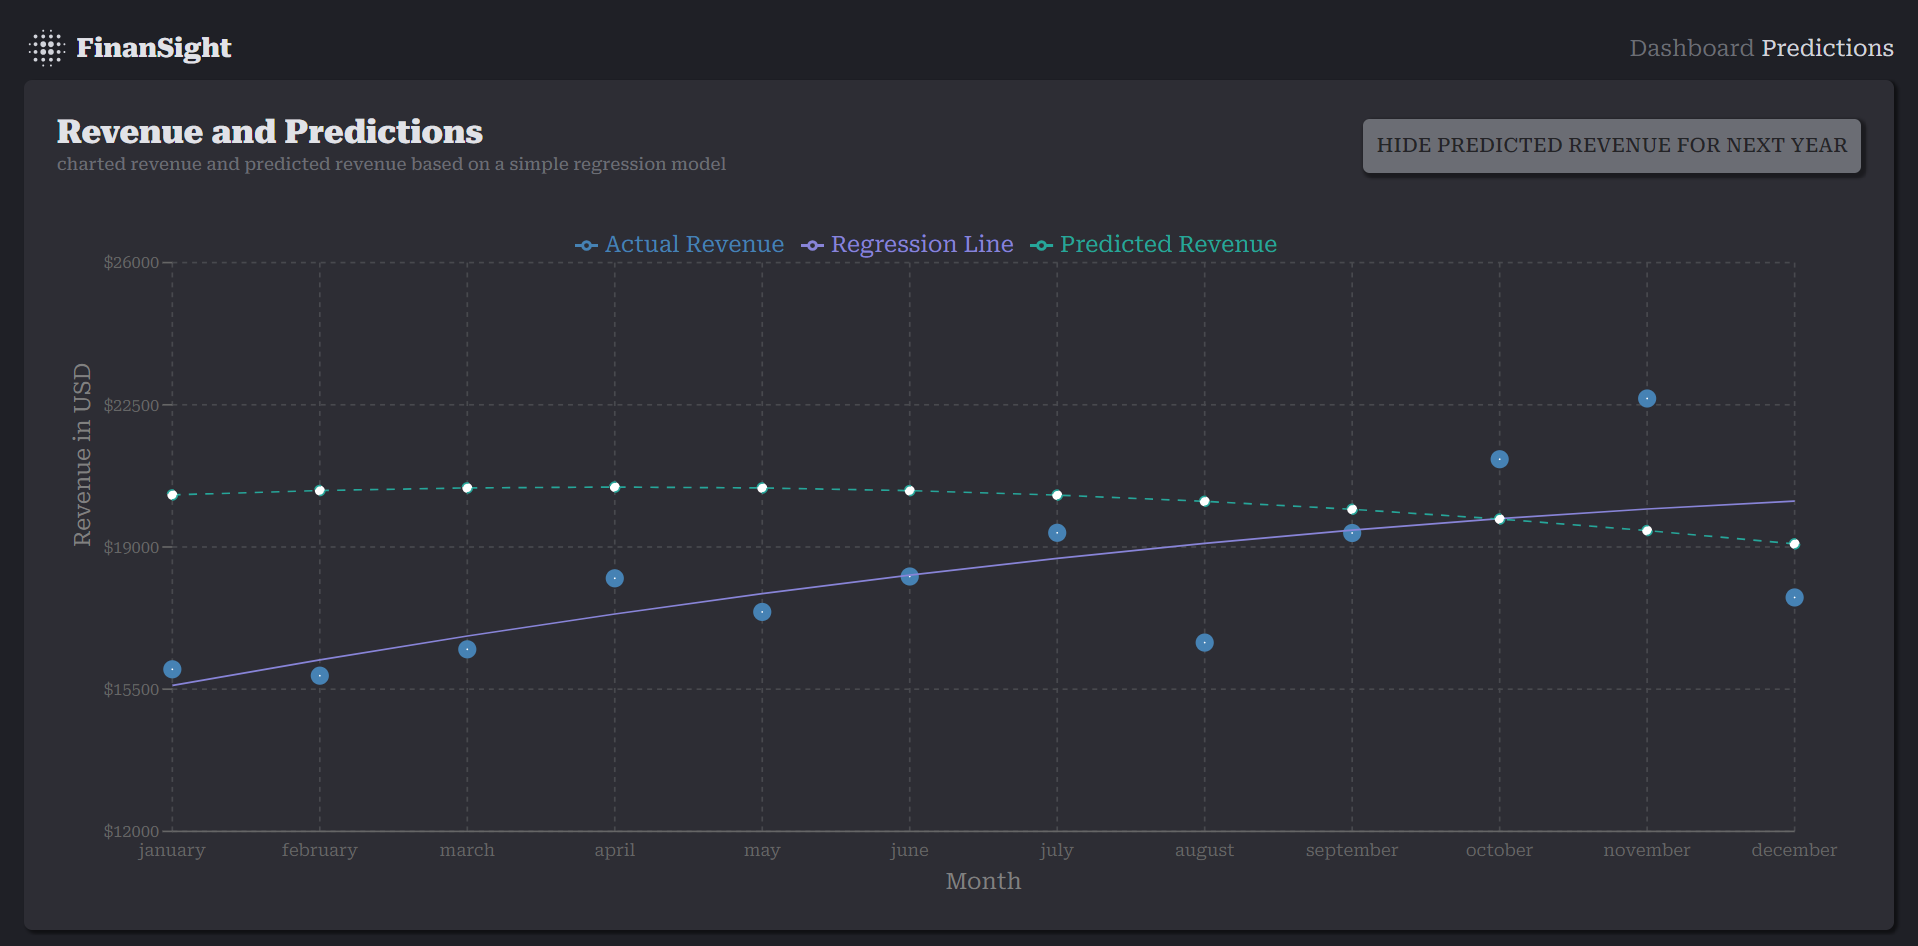 FinanSight
Dashboard Predictions
Revenue and Predictions
charted revenue and predicted revenue based on a simple regression model
HIDE PREDICTED REVENUE FOR NEXT YEAR
Actual Revenue Regression Line Predicted Revenue
Revenue in USD
$26000
$22500
$19000
$15500
$12000
january february march april may june july august september october november december
Month